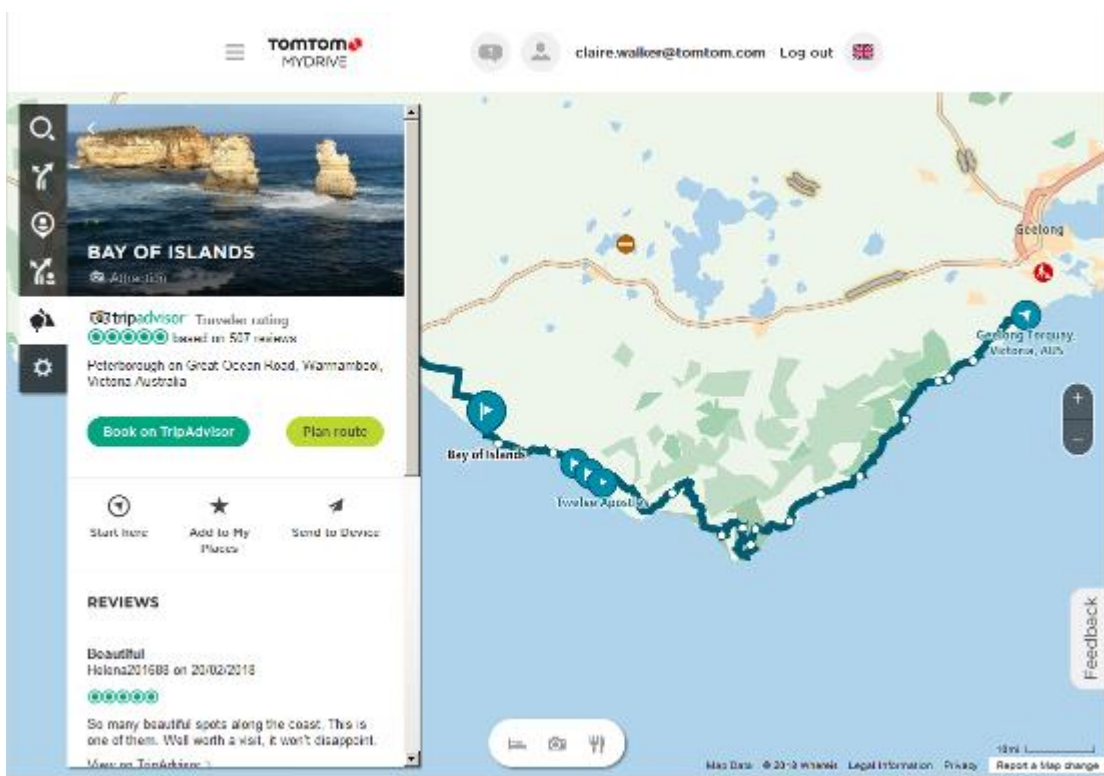 TOMTOM
MYDRIVE
claire.walker@tomtom.com Log out
BAY OF ISLANDS
Attraction
tripadvisor Traveler rating
based on 507 reviews
Peterborough on Great Ocean Road, Warrnambool,
Victoria Australia
Book on TripAdvisor
Plan route
Start here
Add to My
Places
Send to Device
REVIEWS
Beautiful
Helena201688 on 20/02/2018
So many beautiful spots along the coast. This is
one of them. Well worth a visit, it won't disappoint.
View on TripAdvisor >
Geelong
Geelong Torquay,
Victoria, AUS
Bay of Islands
Twelve Apostles
+
−
Feedback
10mi
Map Data © 2018 Whereis Legal Information Privacy Report a Map change